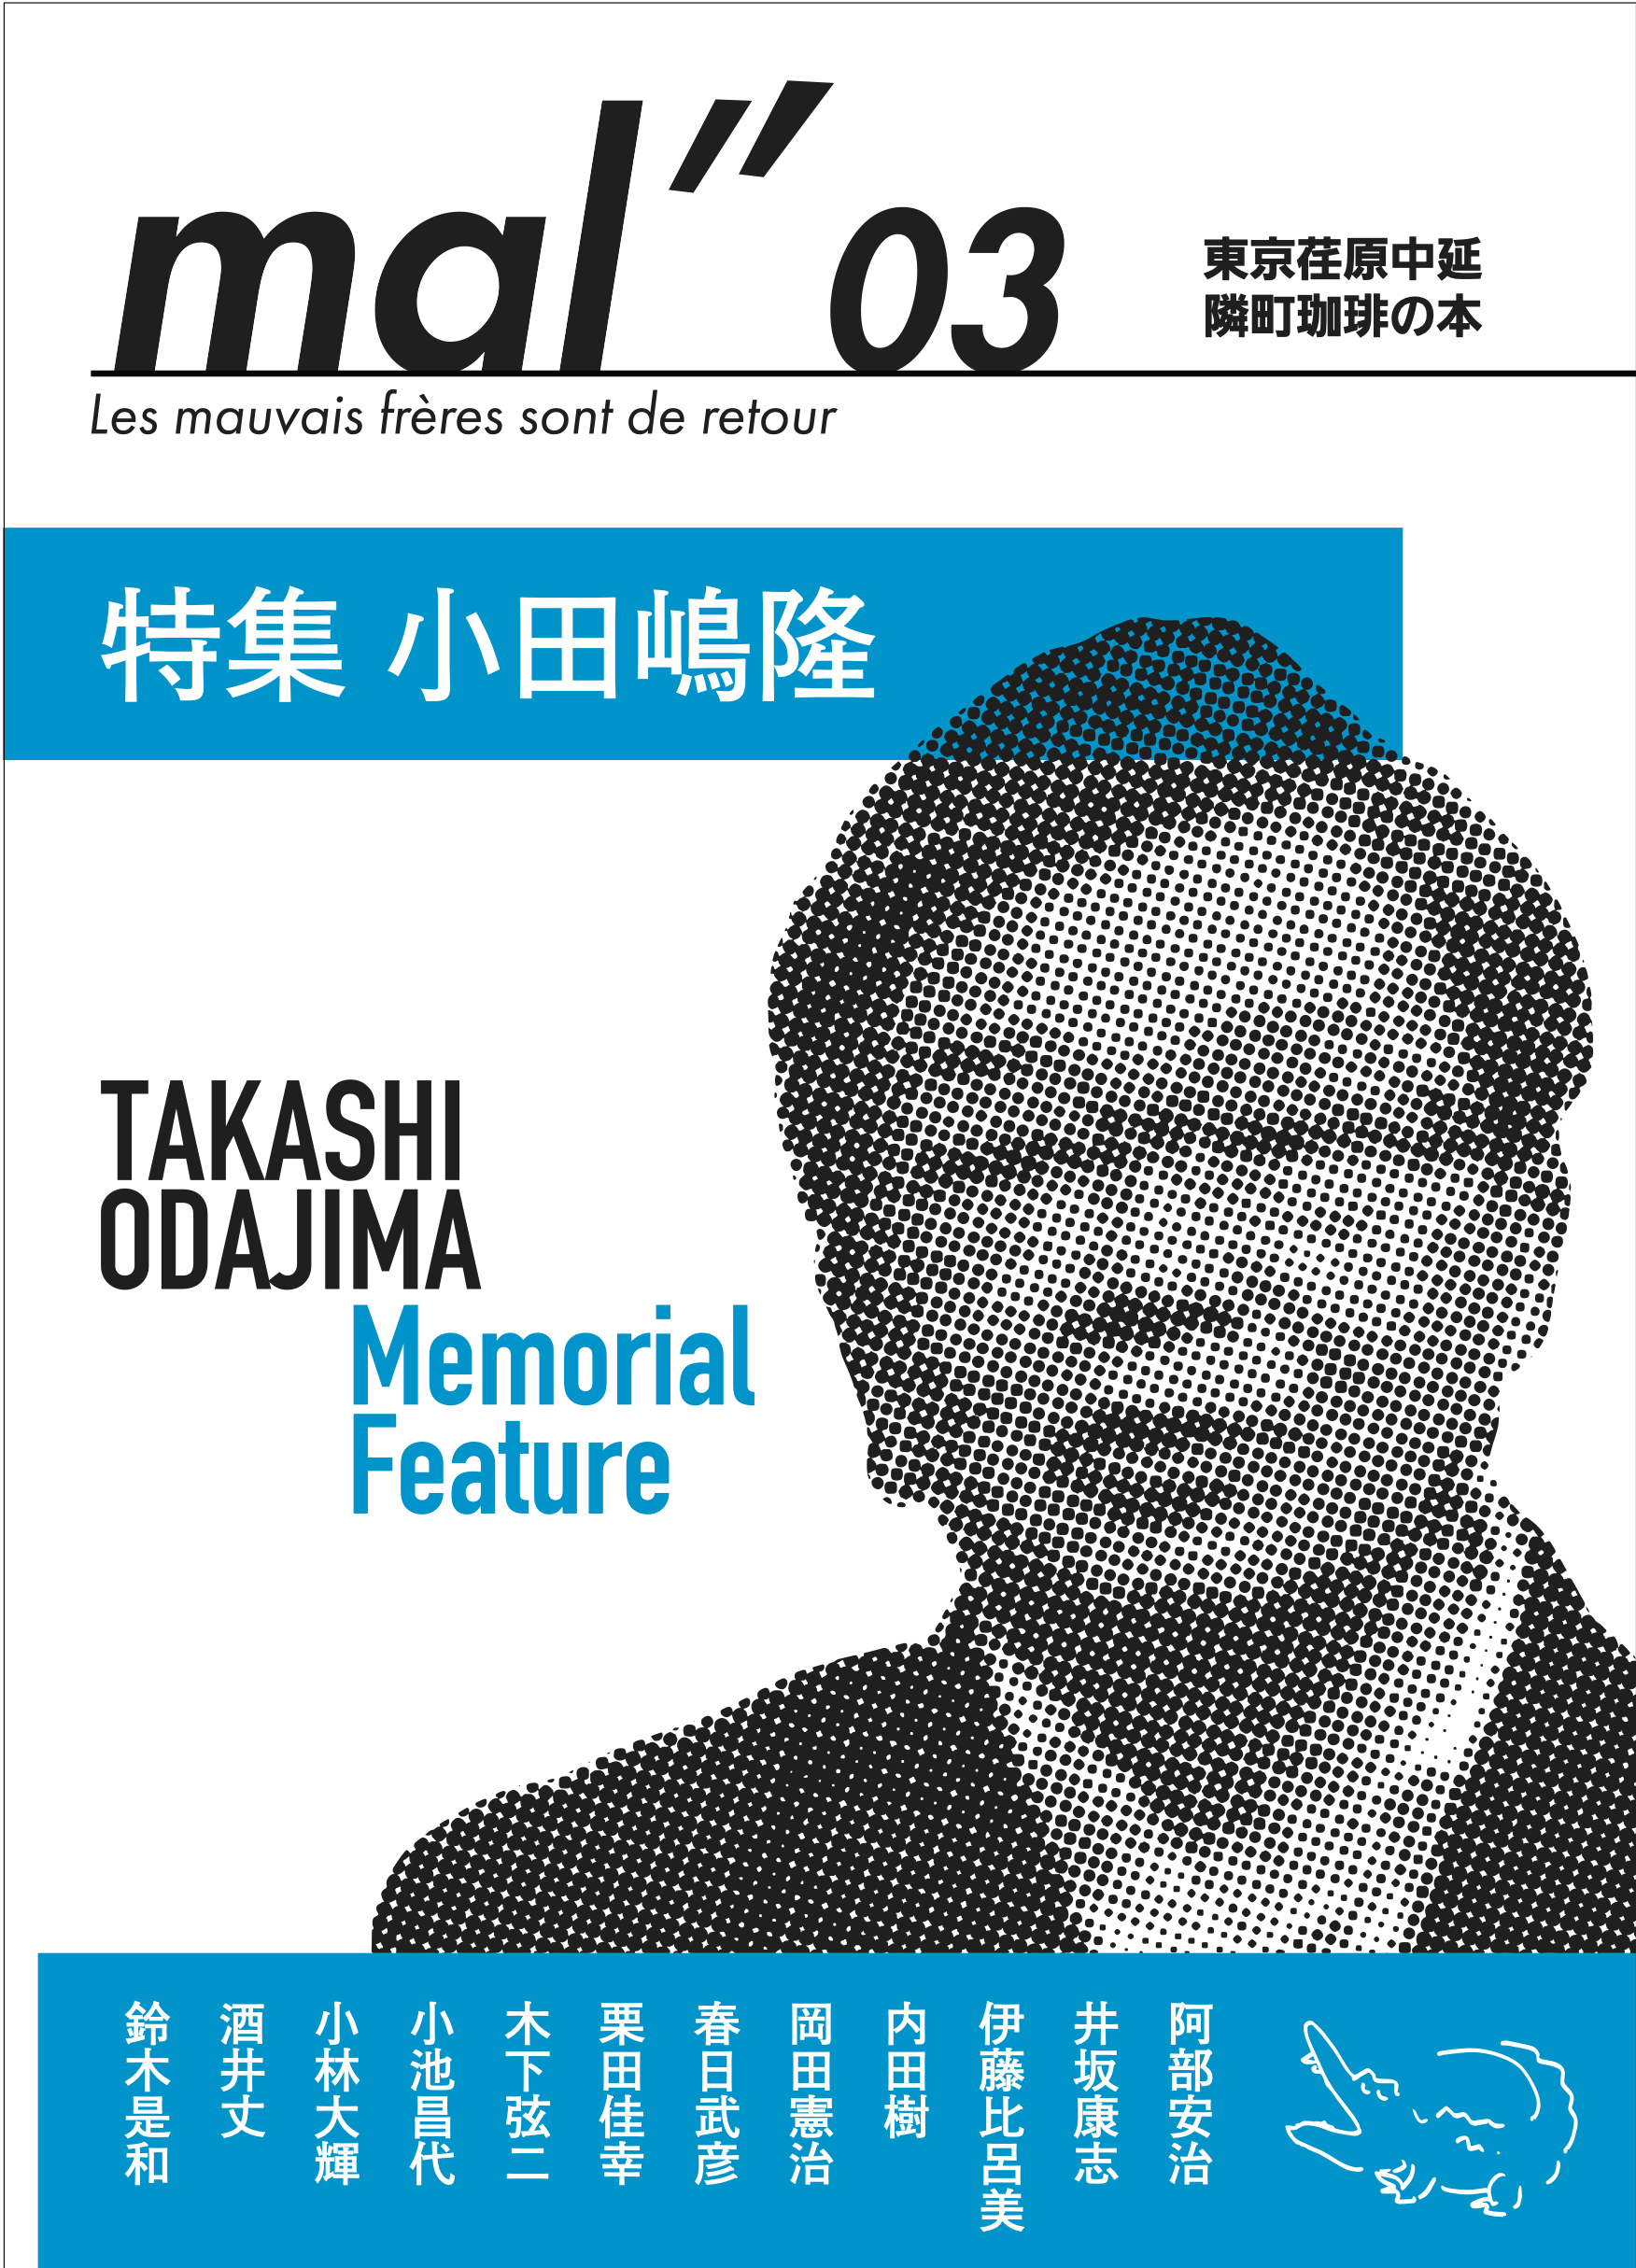 mal”03
東京荏原中延
隣町珈琲の本
Les mauvais frères sont de retour
特集 小田嶋隆
TAKASHI
ODAJIMA
Memorial
Feature
阿部安治
井坂康志
伊藤比呂美
内田樹
岡田憲治
春日武彦
栗田佳幸
木下弦二
小池昌代
小林大輝
酒井丈
鈴木是和